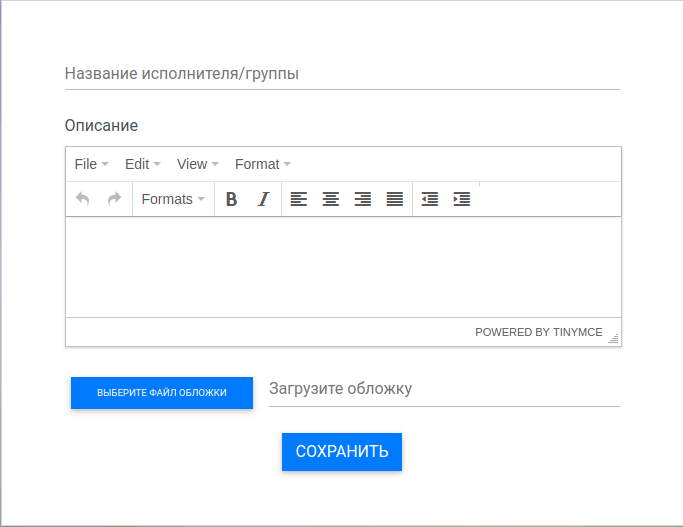 Название исполнителя/группы
Описание
File Edit View Format
Formats B I
POWERED BY TINYMCE
ВЫБЕРИТЕ ФАЙЛ ОБЛОЖКИ Загрузите обложку
СОХРАНИТЬ